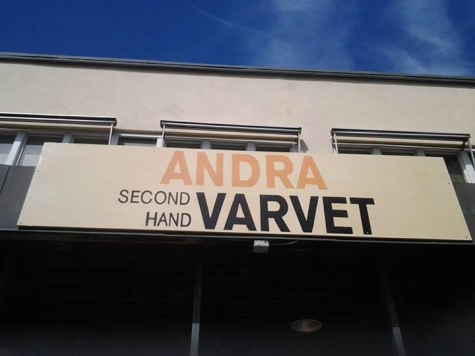 ANDRA
SECOND
HAND
VARVET